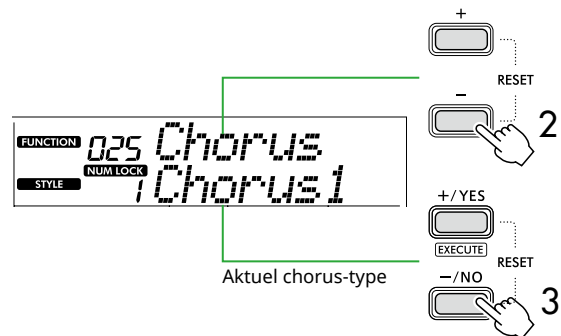 +
RESET
−
2
FUNCTION 025 Chorus
NUM LOCK
STYLE 1 Chorus1
+/YES
EXECUTE
RESET
Aktuel chorus-type
−/NO
3